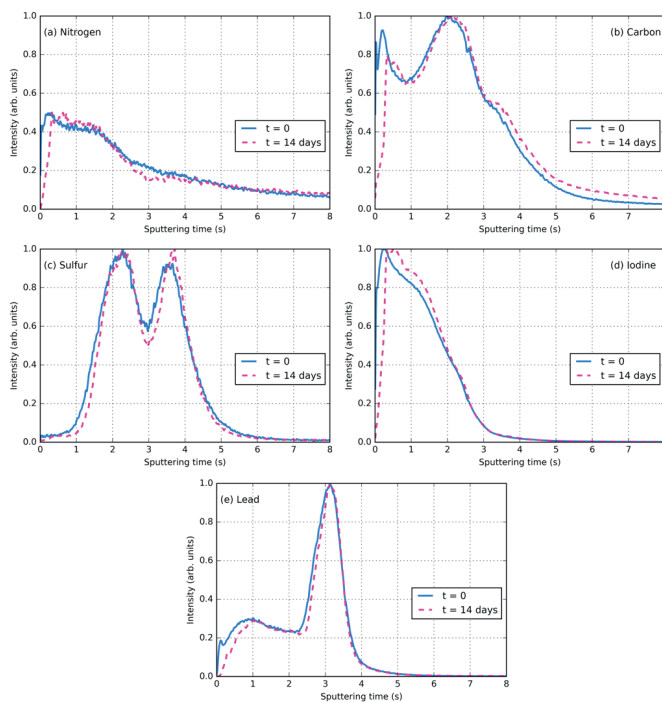 (a) Nitrogen
Intensity (arb. units)
1.0
0.8
0.6
0.4
0.2
0.0
t = 0
t = 14 days
0 1 2 3 4 5 6 7 8
Sputtering time (s)
(b) Carbon
Intensity (arb. units)
1.0
0.8
0.6
0.4
0.2
0.0
t = 0
t = 14 days
0 1 2 3 4 5 6 7
Sputtering time (s)
(c) Sulfur
Intensity (arb. units)
1.0
0.8
0.6
0.4
0.2
0.0
t = 0
t = 14 days
0 1 2 3 4 5 6 7 8
Sputtering time (s)
(d) Iodine
Intensity (arb. units)
1.0
0.8
0.6
0.4
0.2
0.0
t = 0
t = 14 days
0 1 2 3 4 5 6 7
Sputtering time (s)
(e) Lead
Intensity (arb. units)
1.0
0.8
0.6
0.4
0.2
0.0
t = 0
t = 14 days
0 1 2 3 4 5 6 7 8
Sputtering time (s)